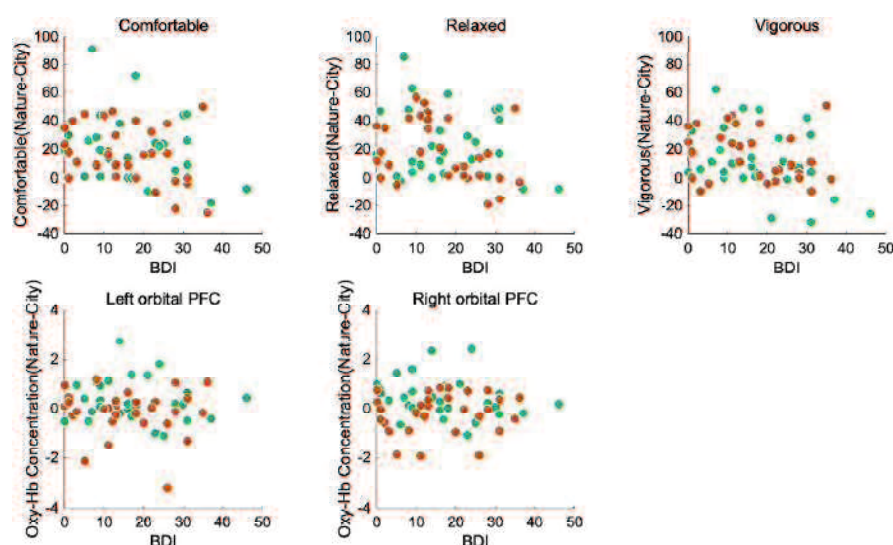 Comfortable
Comfortable(Nature-City)
100
80
60
40
20
0
-20
-40
0 10 20 30 40 50
BDI
Relaxed
Relaxed(Nature-City)
100
80
60
40
20
0
-20
-40
0 10 20 30 40 50
BDI
Vigorous
Vigorous(Nature-City)
100
80
60
40
20
0
-20
-40
0 10 20 30 40 50
BDI
Left orbital PFC
Oxy-Hb Concentration(Nature-City)
4
2
0
-2
-4
0 10 20 30 40 50
BDI
Right orbital PFC
Oxy-Hb Concentration(Nature-City)
4
2
0
-2
-4
0 10 20 30 40 50
BDI